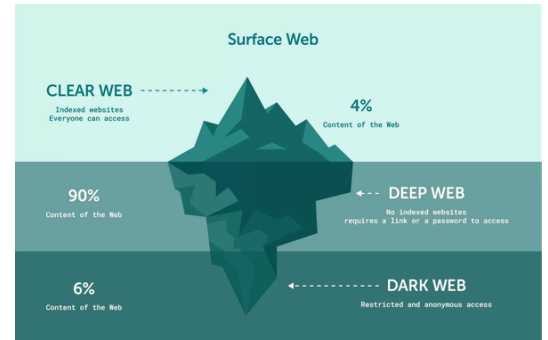 Surface Web
CLEAR WEB
Indexed websites
Everyone can access
4%
Content of the Web
90%
Content of the Web
DEEP WEB
No indexed websites
requires a link or a password to access
6%
Content of the Web
DARK WEB
Restricted and anonymous access